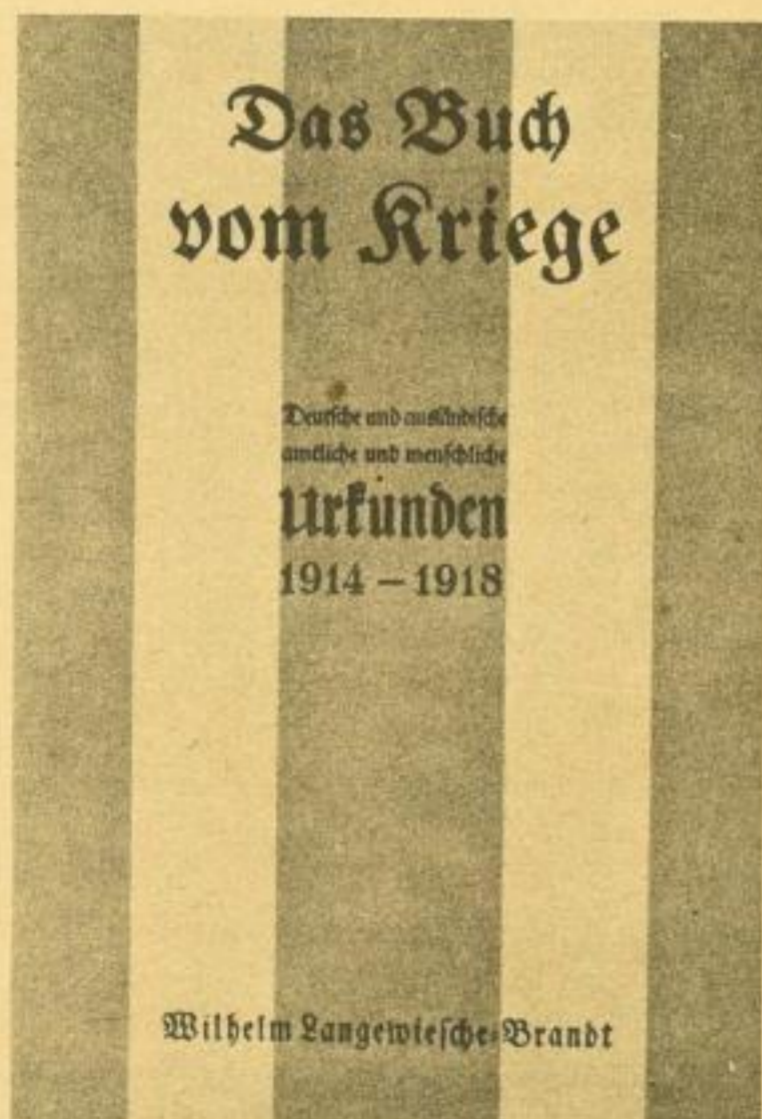 Das Buch
vom Kriege
Deutsche und ausländische
amtliche und menschliche
Urkunden
1914 – 1918
Wilhelm Langewiesche-Brandt